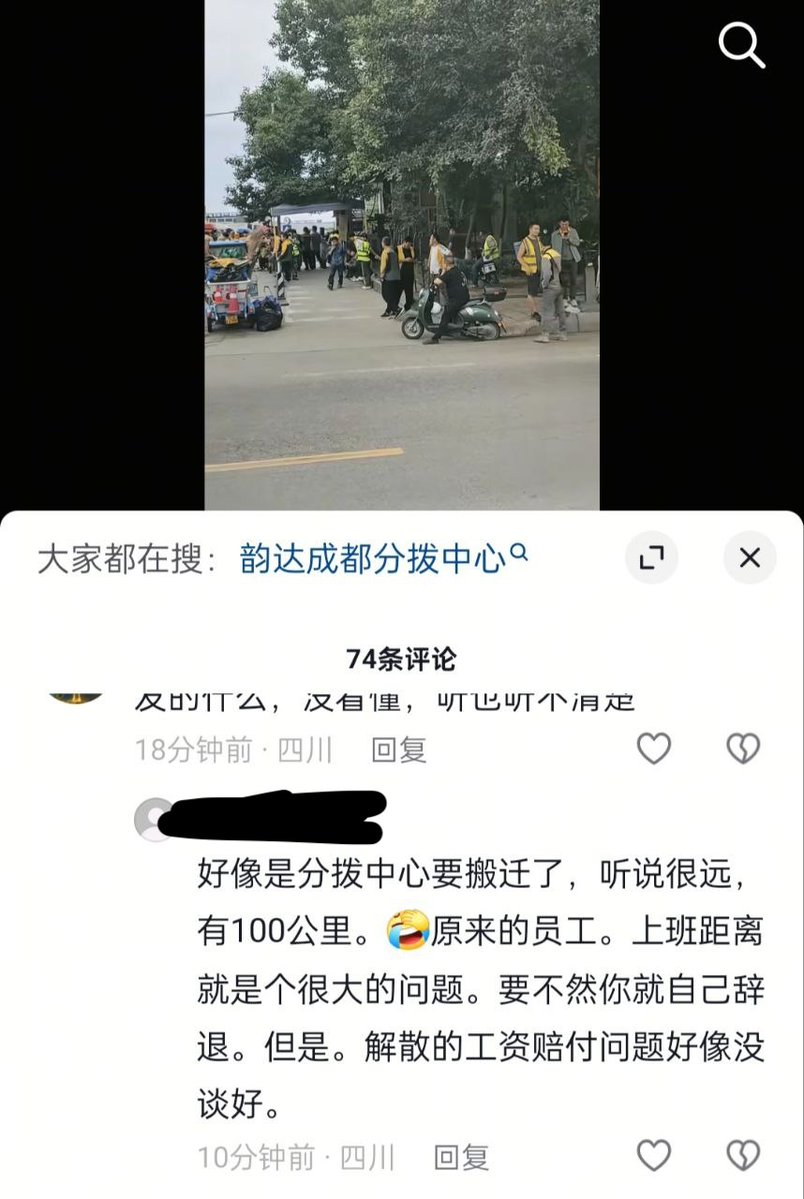 大家都在搜：韵达成都分拨中心
74条评论
发的什么，没看懂，听也听不清楚
18分钟前 · 四川 回复
好像是分拨中心要搬迁了，听说很远，
有100公里。🤣原来的员工。上班距离
就是个很大的问题。要不然你就自己辞
退。但是。解散的工资赔付问题好像没
谈好。
10分钟前 · 四川 回复